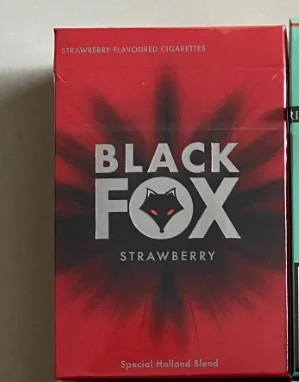 STRAWBERRY FLAVOURED CIGARETTES
BLACK
FOX
STRAWBERRY
Special Holland Blend